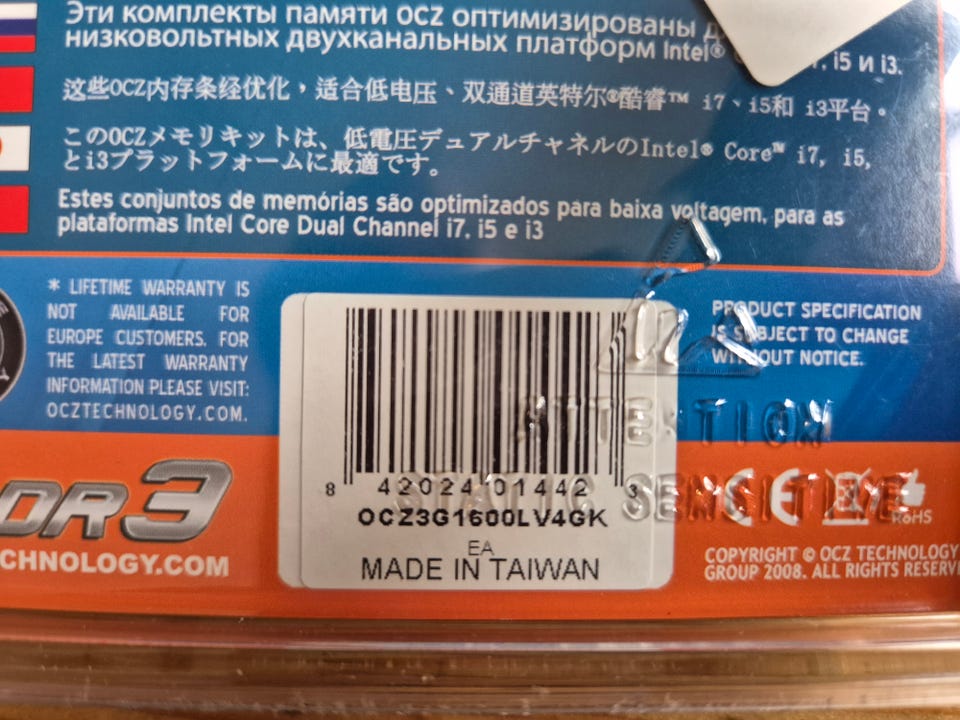 Эти комплекты памяти OCZ оптимизированы
низковольтных двухканальных платформ Intel® i5 и i3.
这些OCZ内存条经优化，适合低电压、双通道英特尔®酷睿™ i7、i5和 i3平台。
このOCZメモリキットは、低電圧デュアルチャネルのIntel® Core™ i7, i5,
とi3プラットフォームに最適です。
Estes conjuntos de memórias são optimizados para baixa voltagem, para as
plataformas Intel Core Dual Channel i7, i5 e i3
* LIFETIME WARRANTY IS
NOT AVAILABLE FOR
EUROPE CUSTOMERS. FOR
THE LATEST WARRANTY
INFORMATION PLEASE VISIT:
OCZTECHNOLOGY.COM.
PRODUCT SPECIFICATION
IS SUBJECT TO CHANGE
WITHOUT NOTICE.
ATTENTION
STATIC SENSITIVE
8 42024 01442 3
OCZ3G1600LV4GK
EA
MADE IN TAIWAN
DR3
CHNOLOGY.COM
CE
RoHS
COPYRIGHT © OCZ TECHNOLOGY
GROUP 2008. ALL RIGHTS RESERVE